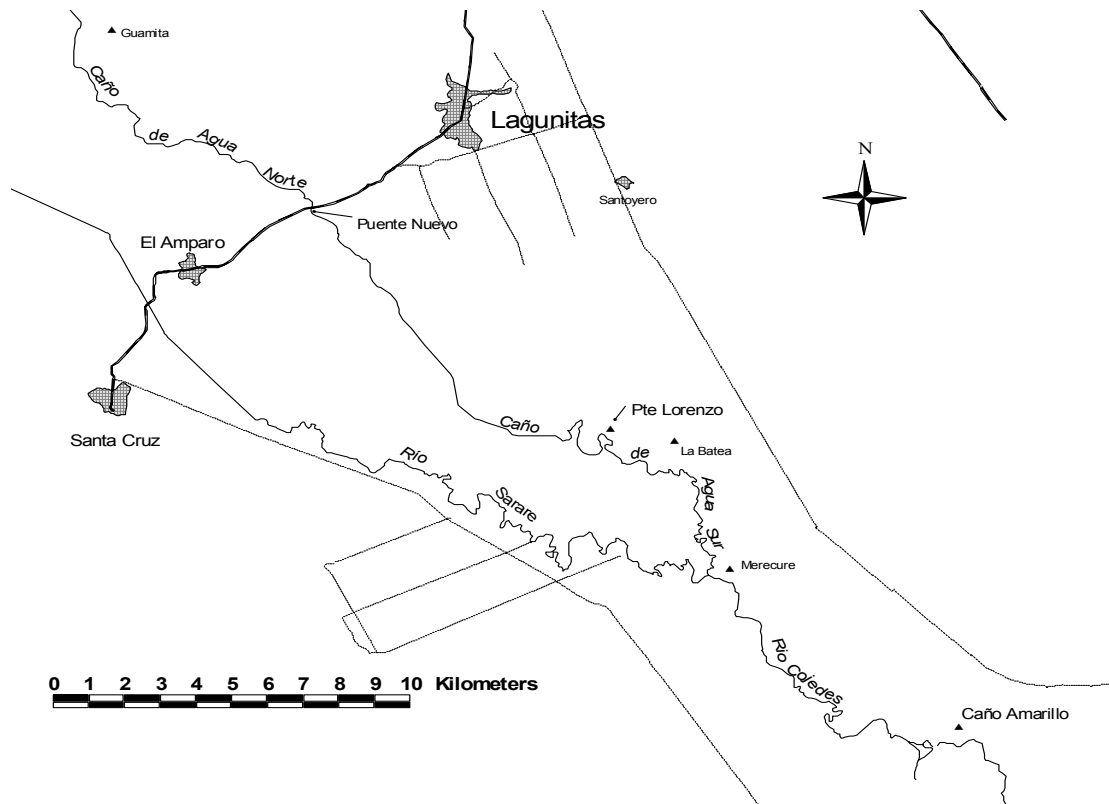 Guamita
Caño
de
Agua
Norte
Lagunitas
N
Santoyero
Puente Nuevo
El Amparo
Santa Cruz
Caño
Pte Lorenzo
de
La Batea
Agua
Sur
Río
Sarare
Merecure
Río Cojedes
0 1 2 3 4 5 6 7 8 9 10 Kilometers
Caño Amarillo